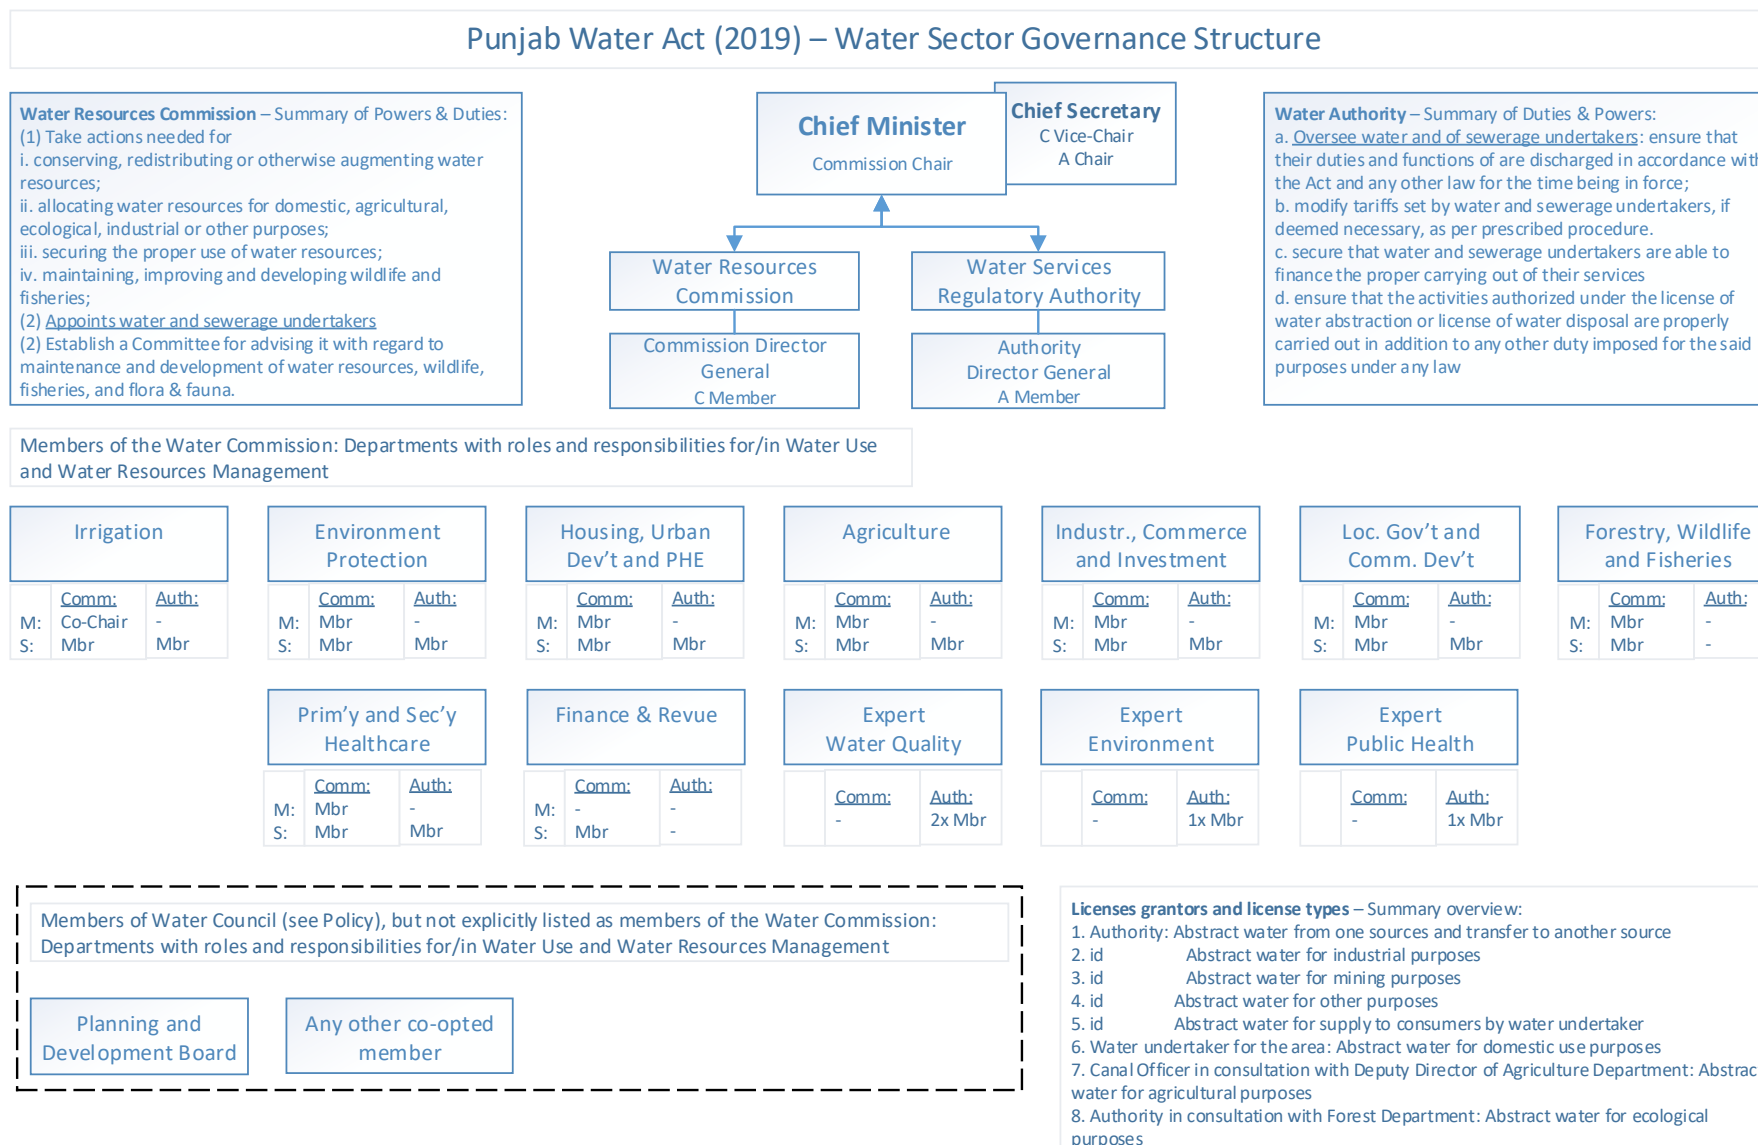 Punjab Water Act (2019) – Water Sector Governance Structure
Water Resources Commission – Summary of Powers & Duties:
(1) Take actions needed for
i. conserving, redistributing or otherwise augmenting water
resources;
ii. allocating water resources for domestic, agricultural,
ecological, industrial or other purposes;
iii. securing the proper use of water resources;
iv. maintaining, improving and developing wildlife and
fisheries;
(2) Appoints water and sewerage undertakers
(2) Establish a Committee for advising it with regard to
maintenance and development of water resources, wildlife,
fisheries, and flora & fauna.
Chief Minister
Commission Chair
Chief Secretary
C Vice-Chair
A Chair
Water Resources
Commission
Water Services
Regulatory Authority
Commission Director
General
C Member
Authority
Director General
A Member
Water Authority – Summary of Duties & Powers:
a. Oversee water and of sewerage undertakers: ensure that
their duties and functions of are discharged in accordance with
the Act and any other law for the time being in force;
b. modify tariffs set by water and sewerage undertakers, if
deemed necessary, as per prescribed procedure.
c. secure that water and sewerage undertakers are able to
finance the proper carrying out of their services
d. ensure that the activities authorized under the license of
water abstraction or license of water disposal are properly
carried out in addition to any other duty imposed for the said
purposes under any law
Members of the Water Commission: Departments with roles and responsibilities for/in Water Use
and Water Resources Management
Irrigation
Comm: Auth:
M: Co-Chair -
S: Mbr Mbr
Environment
Protection
Comm: Auth:
M: Mbr -
S: Mbr Mbr
Housing, Urban
Dev't and PHE
Comm: Auth:
M: Mbr -
S: Mbr Mbr
Agriculture
Comm: Auth:
M: Mbr -
S: Mbr Mbr
Industr., Commerce
and Investment
Comm: Auth:
M: Mbr -
S: Mbr Mbr
Loc. Gov't and
Comm. Dev't
Comm: Auth:
M: Mbr -
S: Mbr Mbr
Forestry, Wildlife
and Fisheries
Comm: Auth:
M: Mbr -
S: Mbr -
Prim'y and Sec'y
Healthcare
Comm: Auth:
M: Mbr -
S: Mbr Mbr
Finance & Revue
Comm: Auth:
M: - -
S: Mbr -
Expert
Water Quality
Comm: Auth:
- 2x Mbr
Expert
Environment
Comm: Auth:
- 1x Mbr
Expert
Public Health
Comm: Auth:
- 1x Mbr
Members of Water Council (see Policy), but not explicitly listed as members of the Water Commission:
Departments with roles and responsibilities for/in Water Use and Water Resources Management
Planning and
Development Board
Any other co-opted
member
Licenses grantors and license types – Summary overview:
1. Authority: Abstract water from one sources and transfer to another source
2. id Abstract water for industrial purposes
3. id Abstract water for mining purposes
4. id Abstract water for other purposes
5. id Abstract water for supply to consumers by water undertaker
6. Water undertaker for the area: Abstract water for domestic use purposes
7. Canal Officer in consultation with Deputy Director of Agriculture Department: Abstrac
water for agricultural purposes
8. Authority in consultation with Forest Department: Abstract water for ecological
purposes